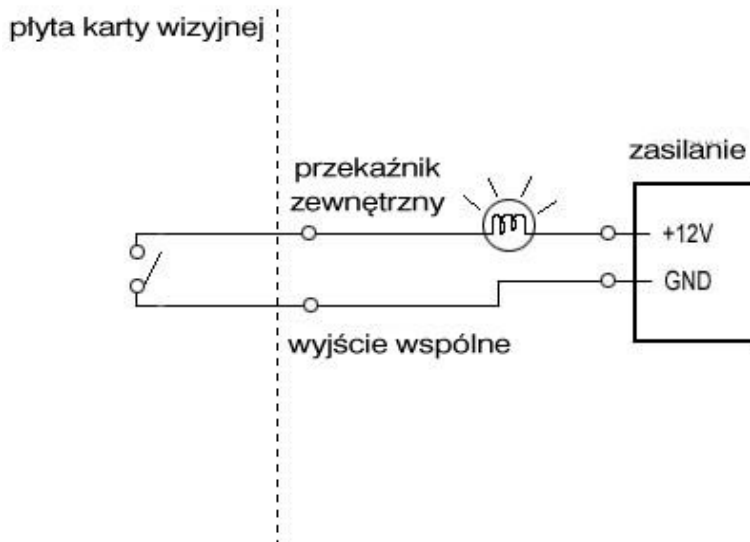 płyta karty wizyjnej
zasilanie
przekaźnik
zewnętrzny
+12V
GND
wyjście wspólne